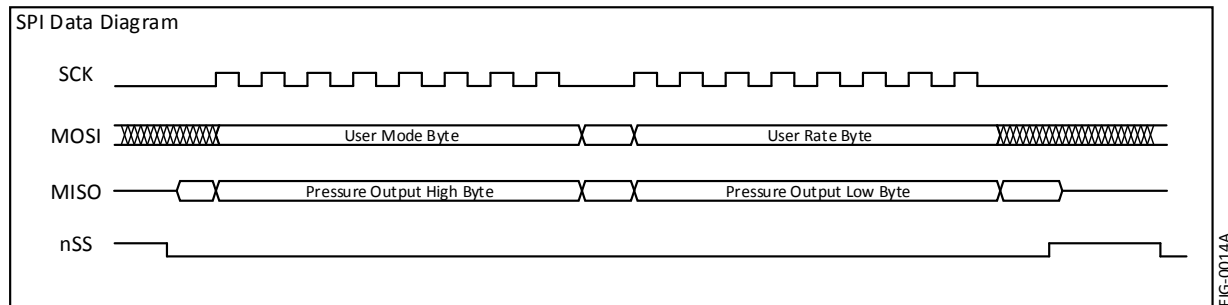 SPI Data Diagram
SCK
MOSI
User Mode Byte
User Rate Byte
MISO
Pressure Output High Byte
Pressure Output Low Byte
nSS
FIG-0014A